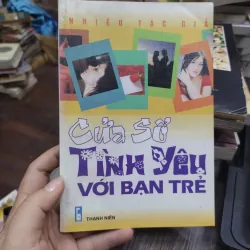 NHIỀU TÁC GIẢ
Cửa Sổ
TÌNH YÊU
VỚI BẠN TRẺ
THANH NIÊN